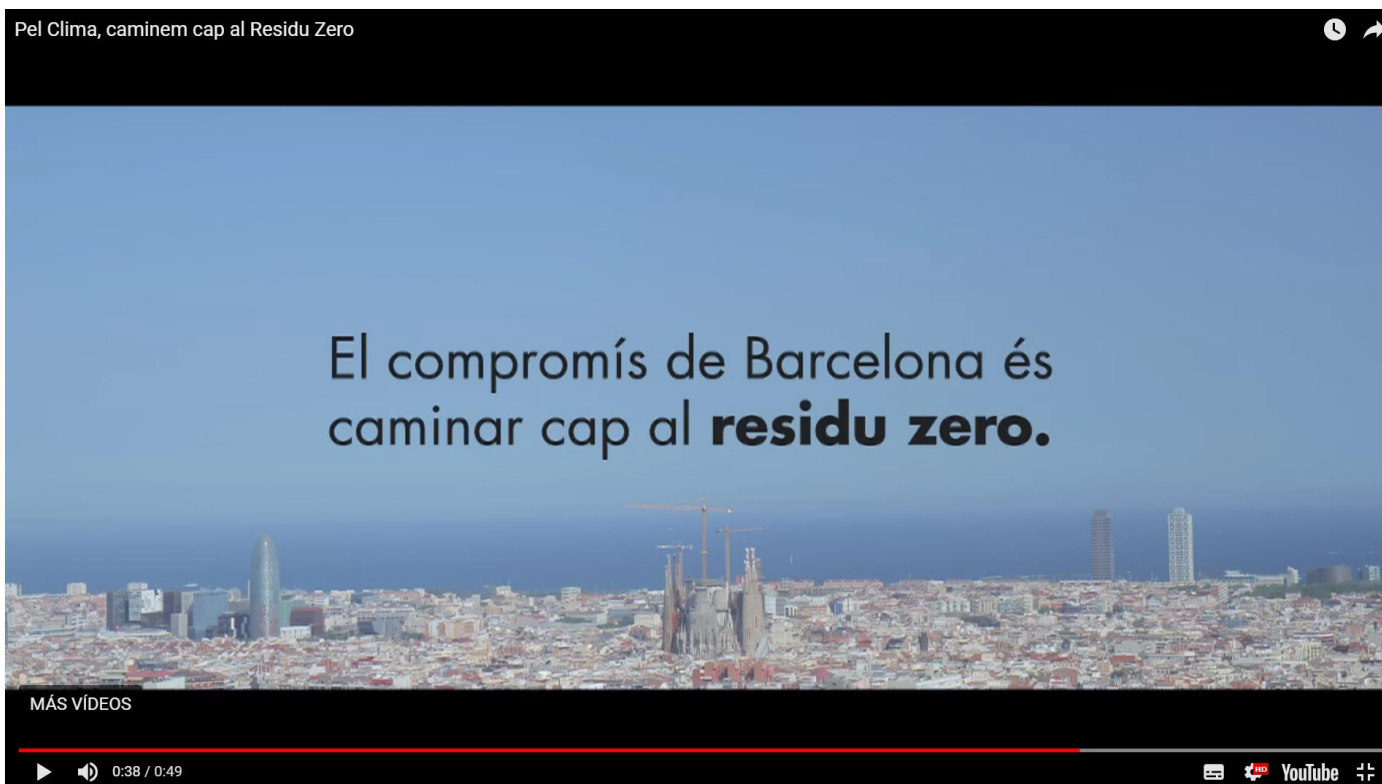 Pel Clima, caminem cap al Residu Zero
El compromís de Barcelona és
caminar cap al residu zero.
MÁS VÍDEOS
0:38 / 0:49
HD
YouTube